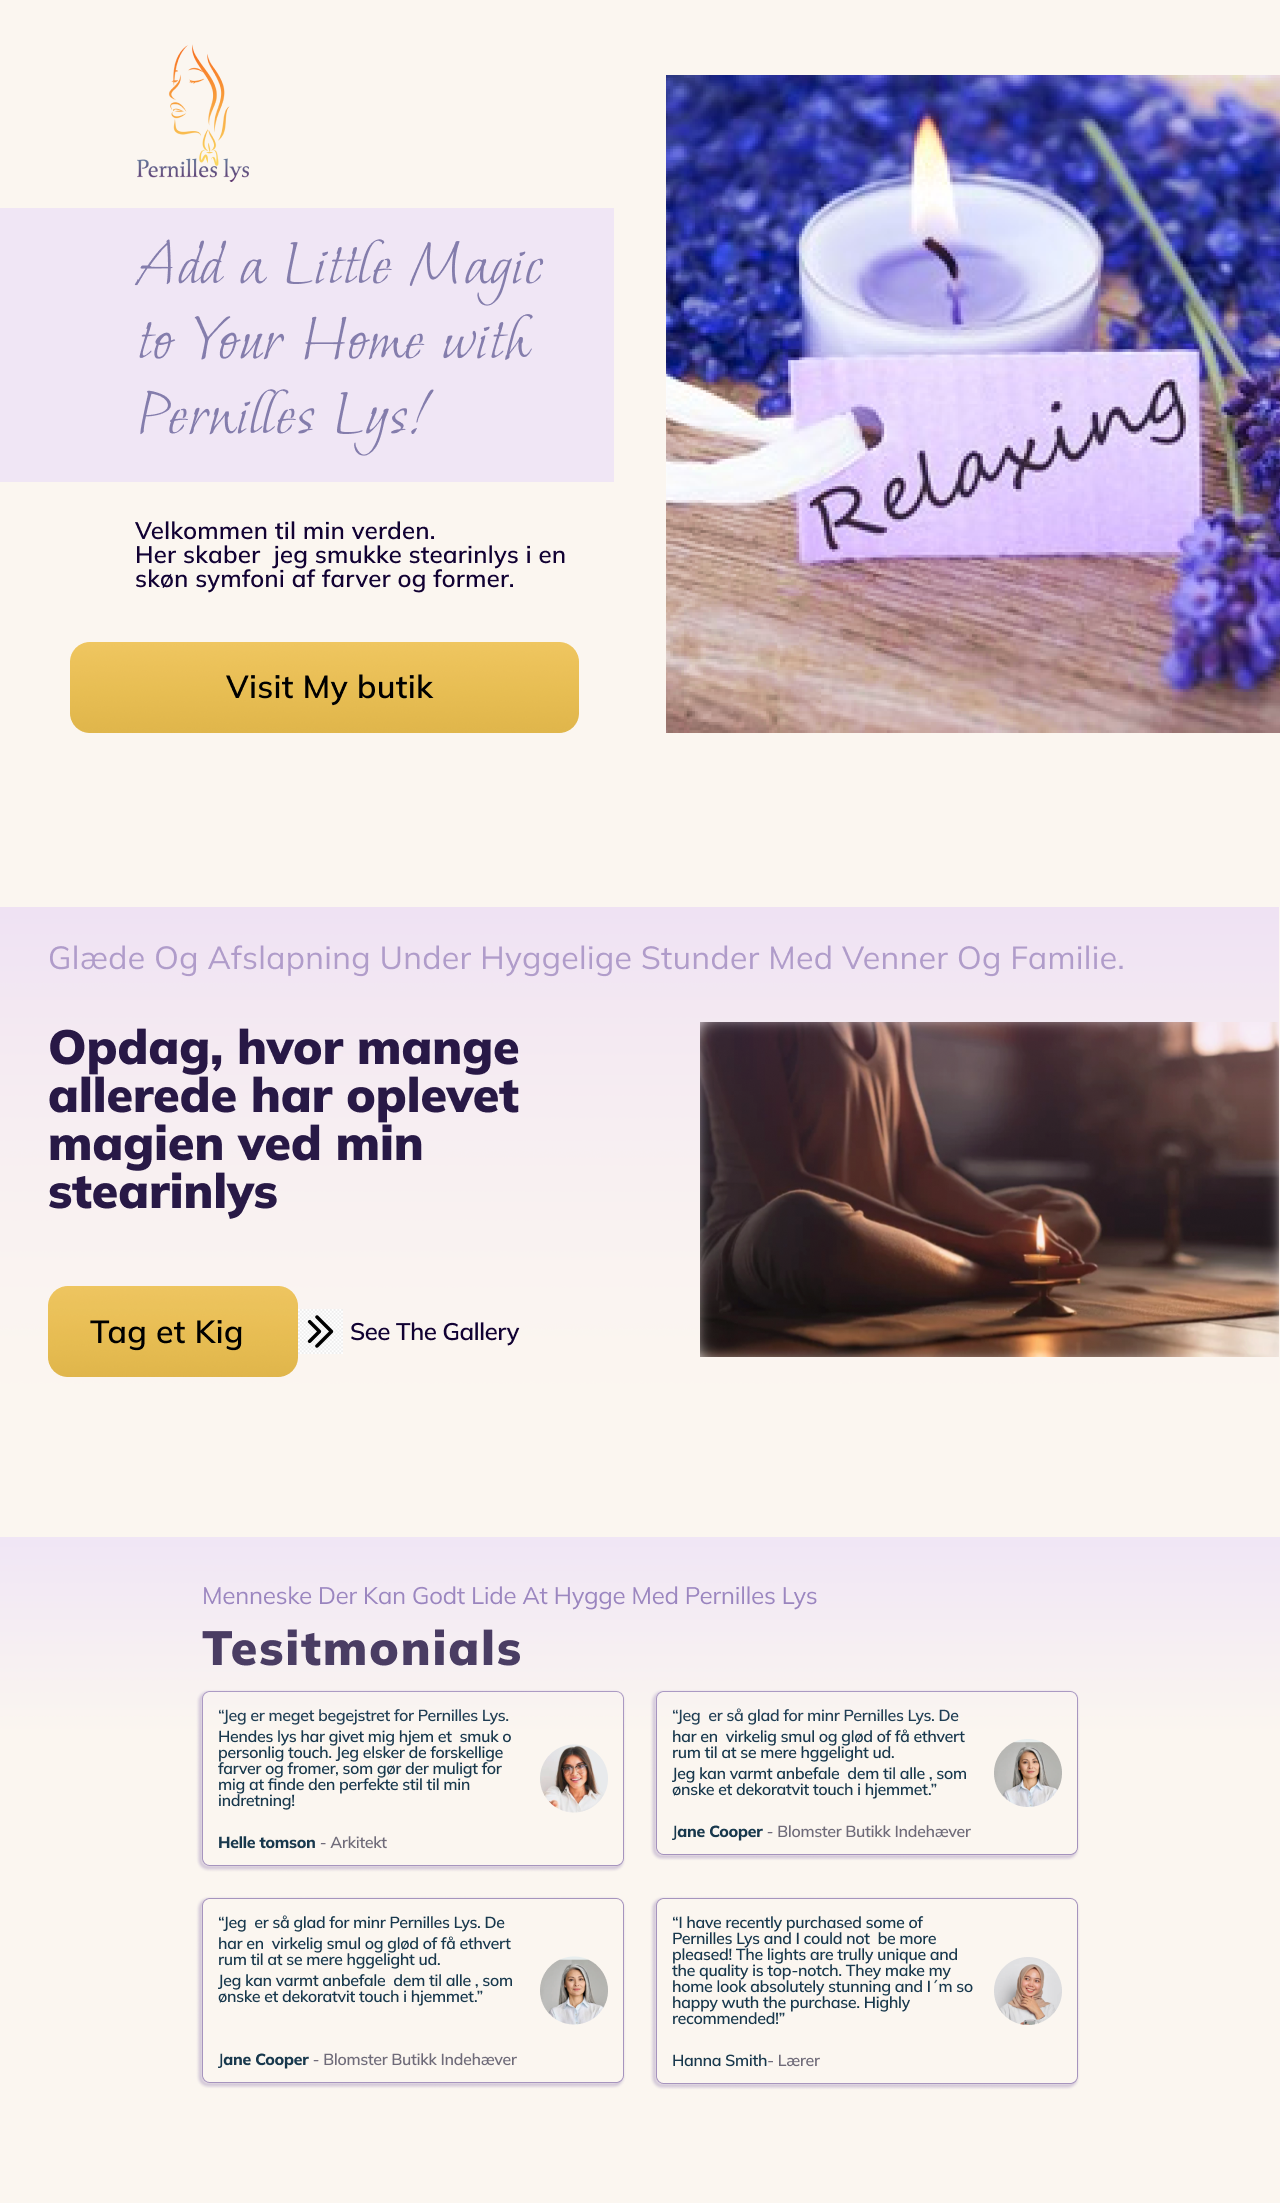 Pernilles lys
Add a Little Magic
to Your Home with
Pernilles Lys!
Velkommen til min verden.
Her skaber  jeg smukke stearinlys i en
skøn symfoni af farver og former.
Visit My butik
Relaxing
Glæde Og Afslapning Under Hyggelige Stunder Med Venner Og Familie.
Opdag, hvor mange
allerede har oplevet
magien ved min
stearinlys
Tag et Kig
See The Gallery
Menneske Der Kan Godt Lide At Hygge Med Pernilles Lys
Tesitmonials
“Jeg er meget begejstret for Pernilles Lys.
Hendes lys har givet mig hjem et  smuk o
personlig touch. Jeg elsker de forskellige
farver og fromer, som gør der muligt for
mig at finde den perfekte stil til min
indretning!
Helle tomson - Arkitekt
“Jeg  er så glad for minr Pernilles Lys. De
har en  virkelig smul og glød of få ethvert
rum til at se mere hggelight ud.
Jeg kan varmt anbefale  dem til alle , som
ønske et dekoratvit touch i hjemmet.”
Jane Cooper - Blomster Butikk Indehæver
“Jeg  er så glad for minr Pernilles Lys. De
har en  virkelig smul og glød of få ethvert
rum til at se mere hggelight ud.
Jeg kan varmt anbefale  dem til alle , som
ønske et dekoratvit touch i hjemmet.”
Jane Cooper - Blomster Butikk Indehæver
“I have recently purchased some of
Pernilles Lys and I could not  be more
pleased! The lights are trully unique and
the quality is top-notch. They make my
home look absolutely stunning and I´m so
happy wuth the purchase. Highly
recommended!”
Hanna Smith- Lærer